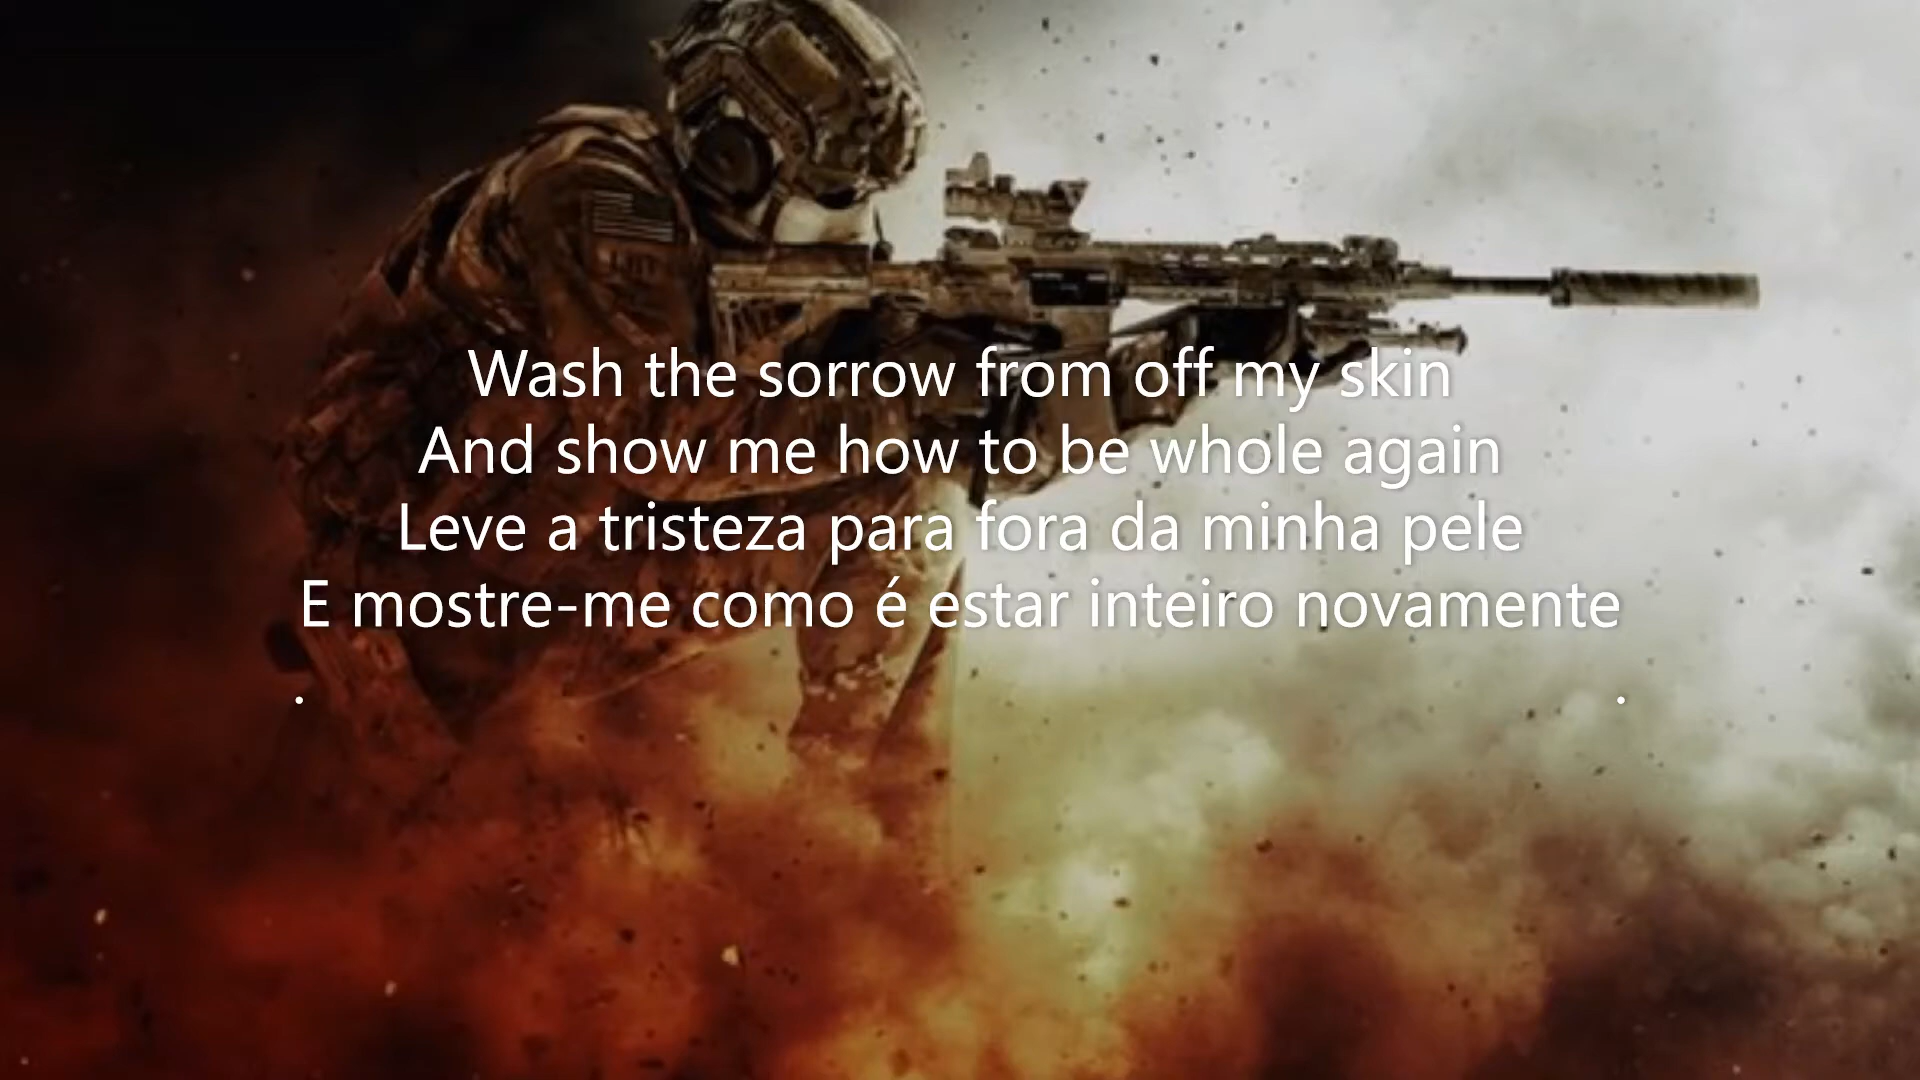 Wash the sorrow from off my skin
And show me how to be whole again
Leve a tristeza para fora da minha pele
E mostre-me como é estar inteiro novamente
. .